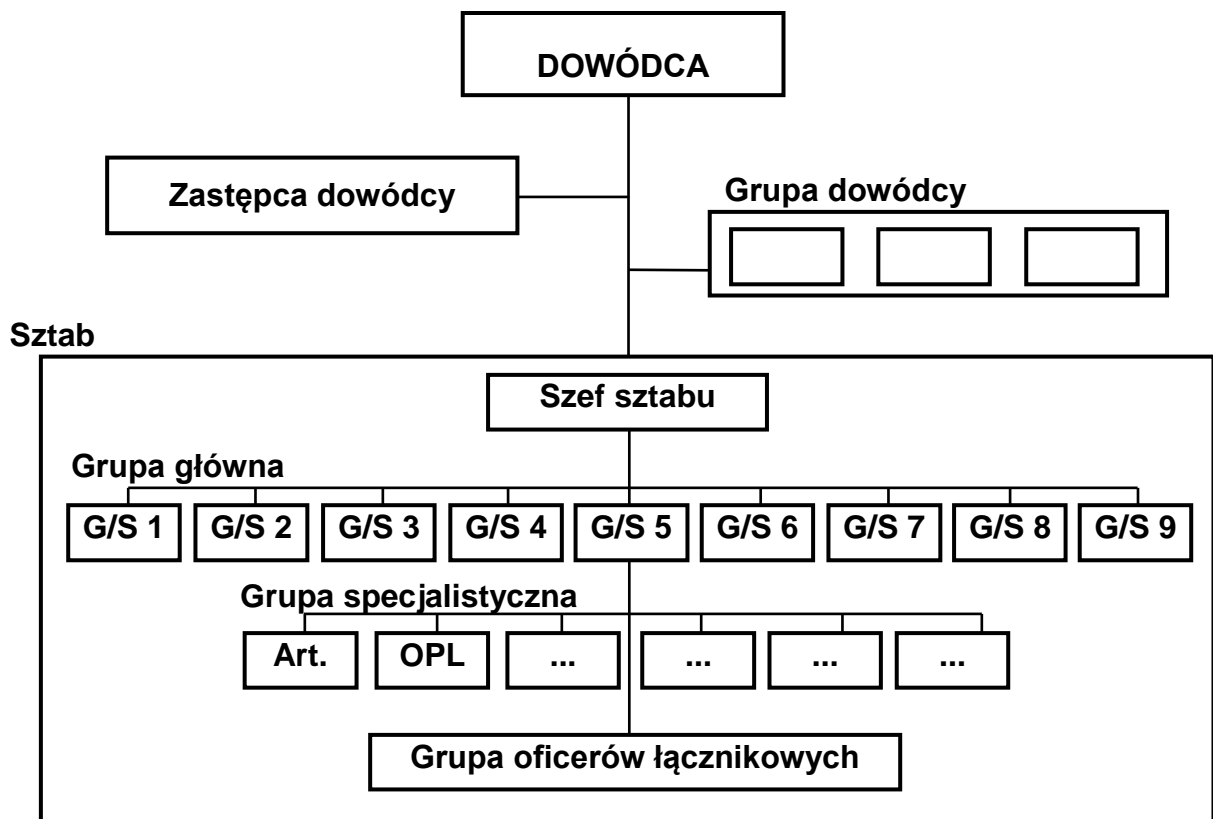 DOWÓDCA
Zastępca dowódcy
Grupa dowódcy
Sztab
Szef sztabu
Grupa główna
G/S 1 G/S 2 G/S 3 G/S 4 G/S 5 G/S 6 G/S 7 G/S 8 G/S 9
Grupa specjalistyczna
Art. OPL ... ... ... ...
Grupa oficerów łącznikowych